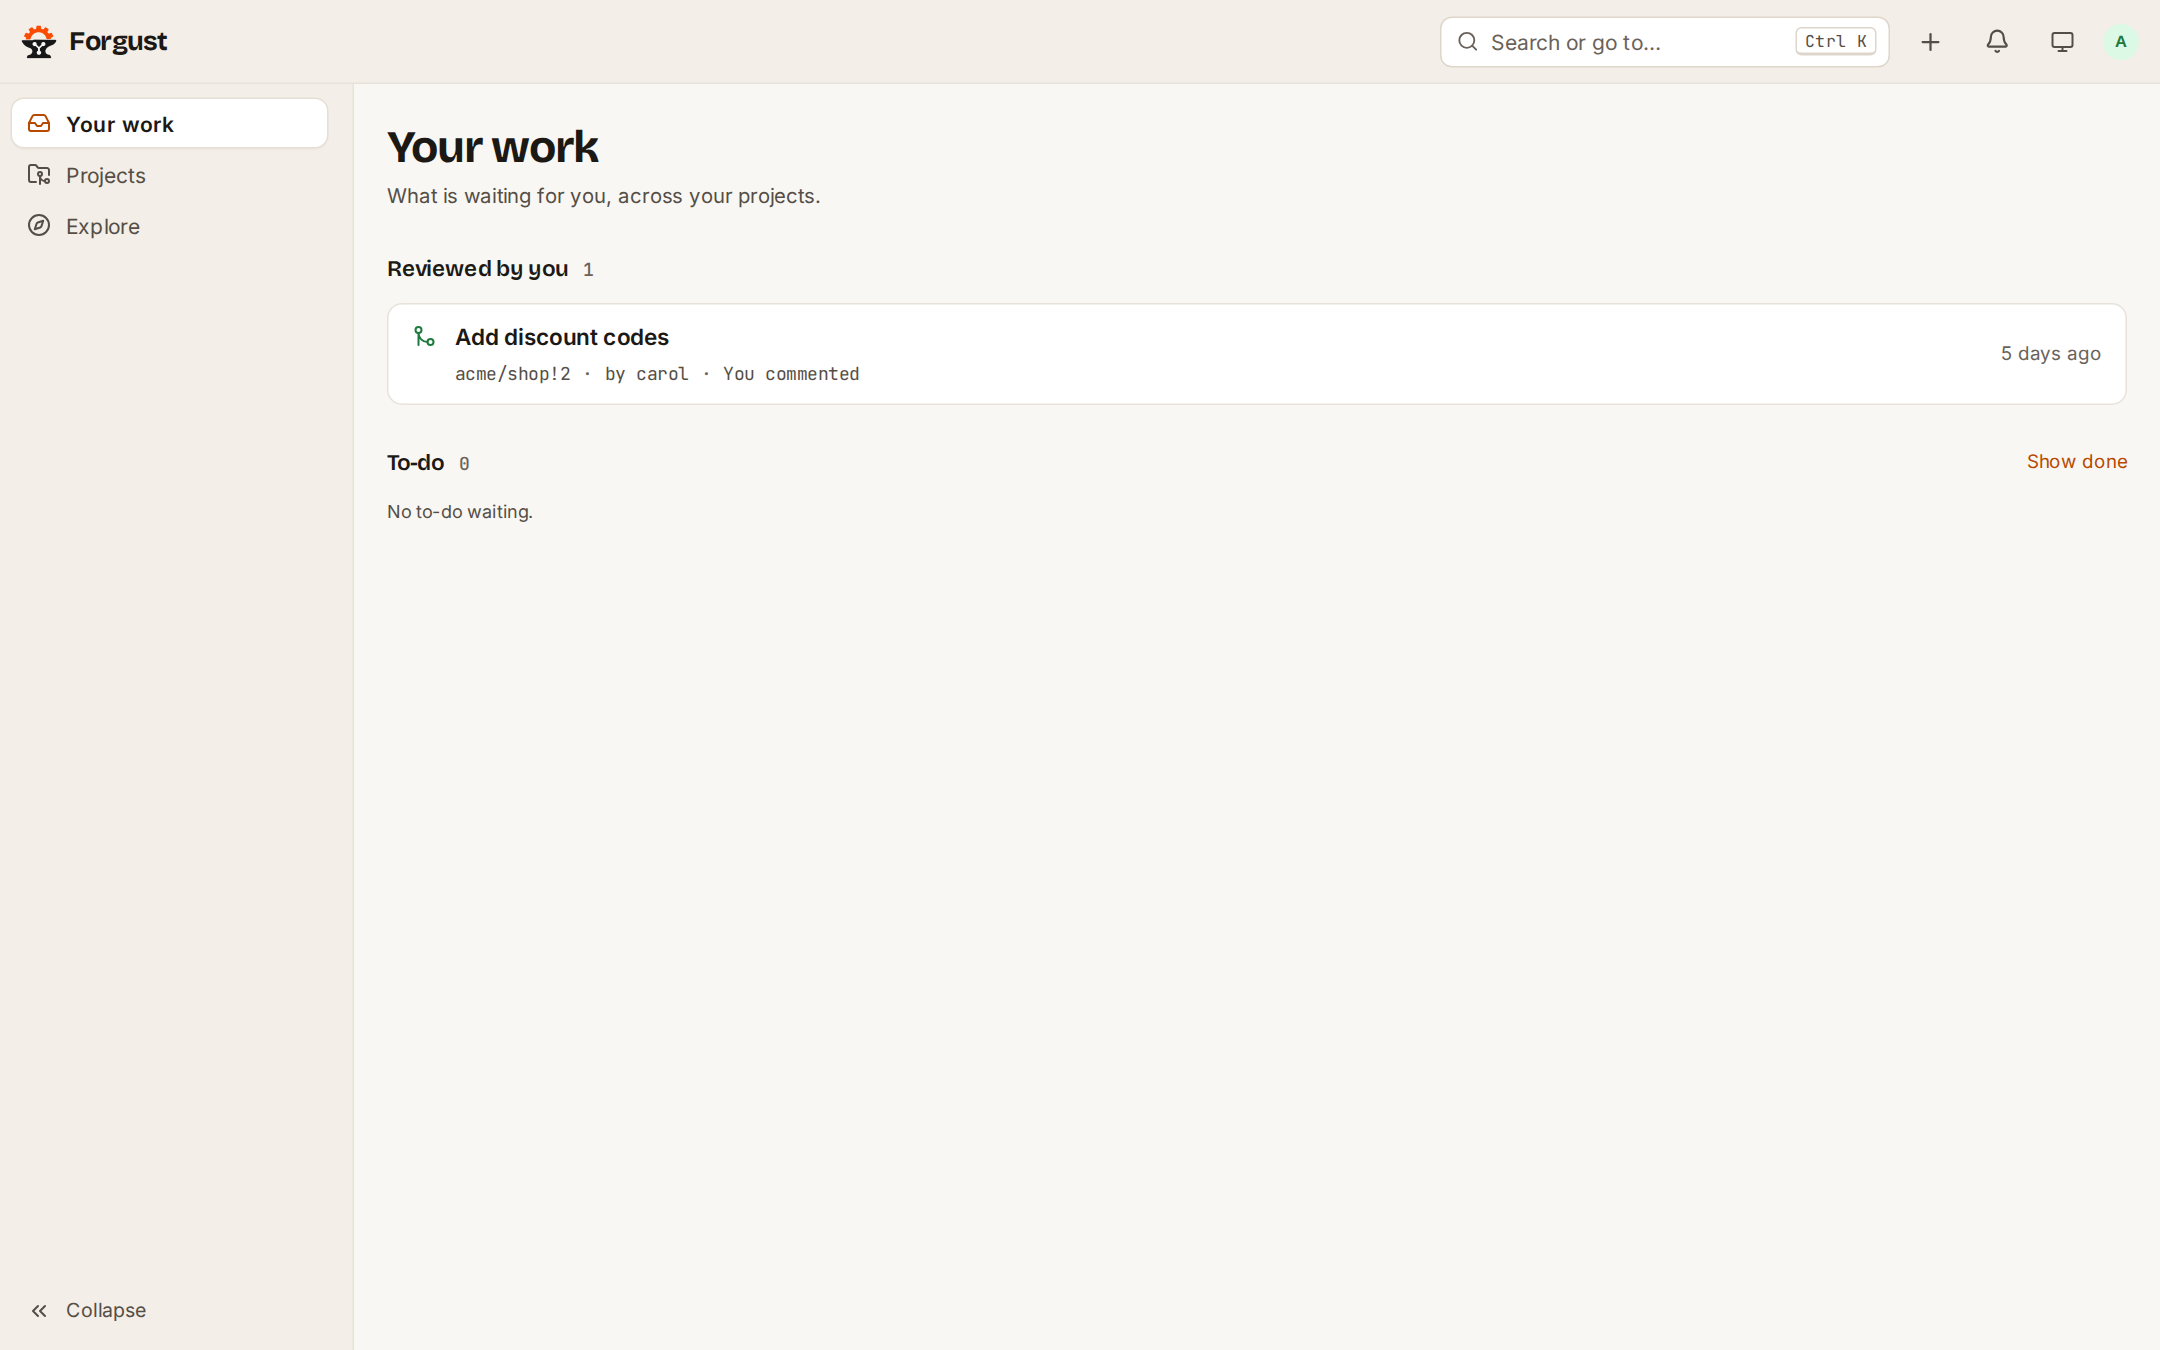 Forgust
Search or go to...
Ctrl K
A
Your work
Projects
Explore
Your work
What is waiting for you, across your projects.
Reviewed by you 1
Add discount codes
acme/shop!2 · by carol · You commented
5 days ago
To-do 0
Show done
No to-do waiting.
Collapse